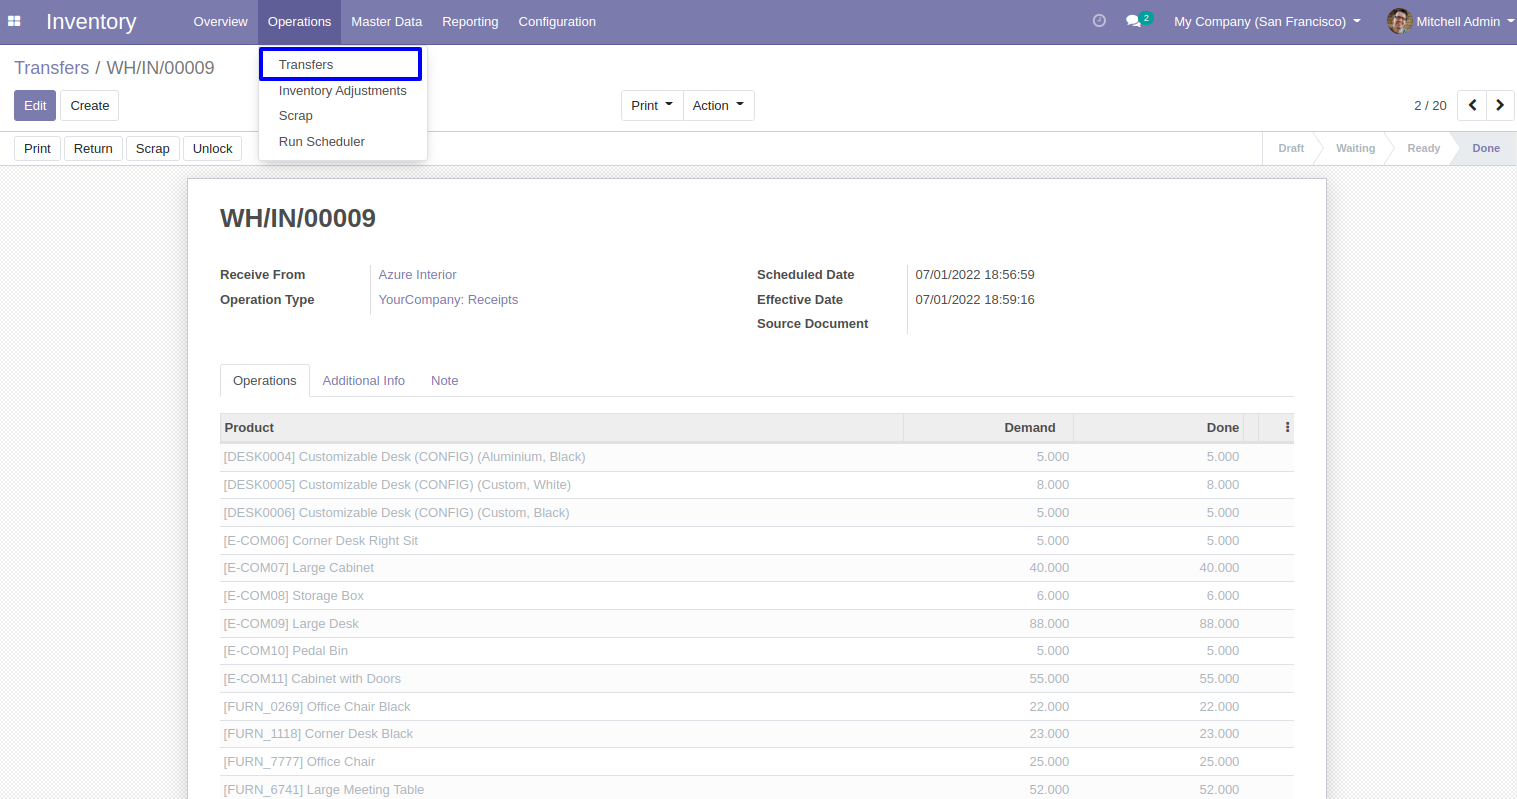 Inventory Overview Operations Master Data Reporting Configuration 2 My Company (San Francisco) Mitchell Admin
Transfers / WH/IN/00009
Transfers
Inventory Adjustments
Scrap
Run Scheduler
Edit Create Print Action 2 / 20
Print Return Scrap Unlock Draft Waiting Ready Done
WH/IN/00009
Receive From Azure Interior Scheduled Date 07/01/2022 18:56:59
Operation Type YourCompany: Receipts Effective Date 07/01/2022 18:59:16
Source Document
Operations Additional Info Note
Product Demand Done
[DESK0004] Customizable Desk (CONFIG) (Aluminium, Black) 5.000 5.000
[DESK0005] Customizable Desk (CONFIG) (Custom, White) 8.000 8.000
[DESK0006] Customizable Desk (CONFIG) (Custom, Black) 5.000 5.000
[E-COM06] Corner Desk Right Sit 5.000 5.000
[E-COM07] Large Cabinet 40.000 40.000
[E-COM08] Storage Box 6.000 6.000
[E-COM09] Large Desk 88.000 88.000
[E-COM10] Pedal Bin 5.000 5.000
[E-COM11] Cabinet with Doors 55.000 55.000
[FURN_0269] Office Chair Black 22.000 22.000
[FURN_1118] Corner Desk Black 23.000 23.000
[FURN_7777] Office Chair 25.000 25.000
[FURN_6741] Large Meeting Table 52.000 52.000